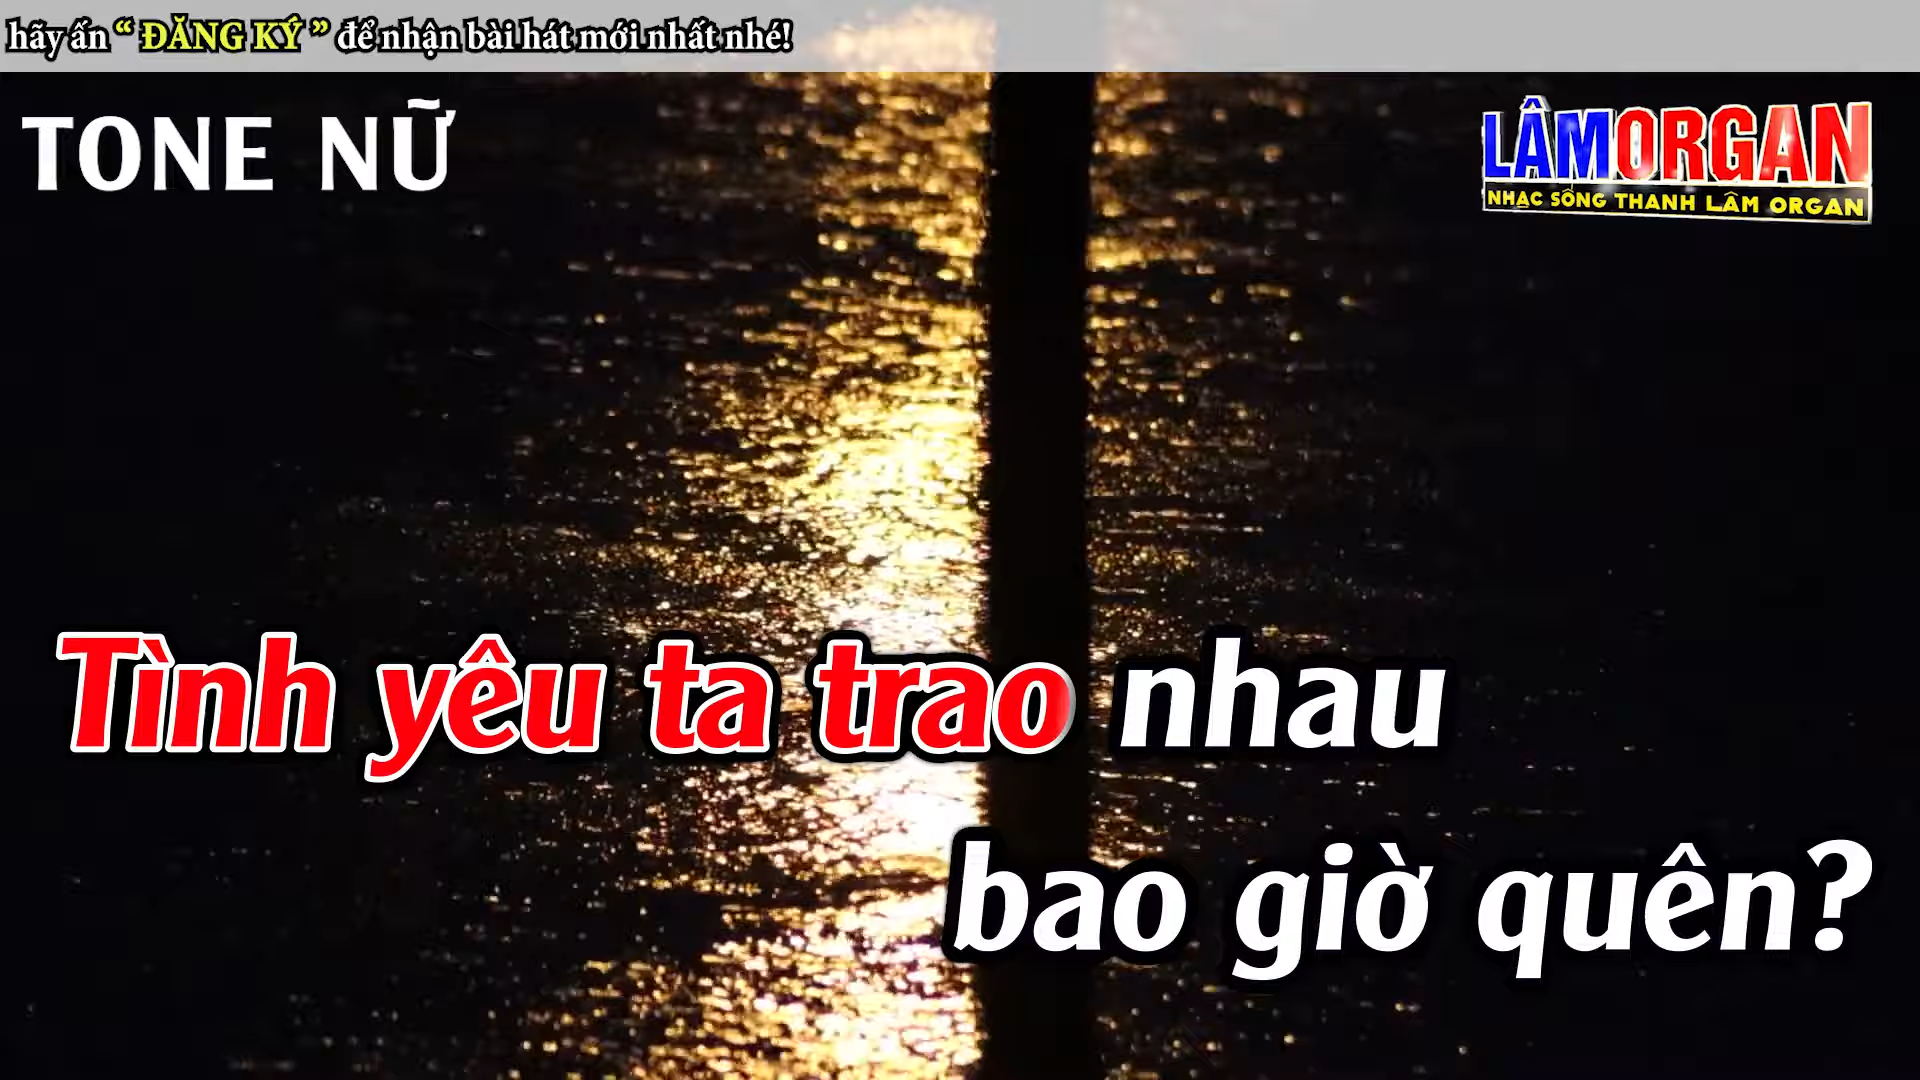 hãy ấn “ ĐĂNG KÝ ” để nhận bài hát mới nhất nhé!
TONE NỮ
LÂMORGAN
NHẠC SỐNG THANH LÂM ORGAN
Tình yêu ta trao nhau
bao giờ quên?